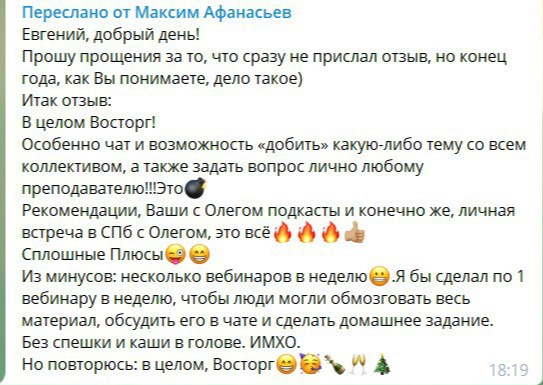 Переслано от Максим Афанасьев
Евгений, добрый день!
Прошу прощения за то, что сразу не прислал отзыв, но конец
года, как Вы понимаете, дело такое)
Итак отзыв:
В целом Восторг!
Особенно чат и возможность «добить» какую-либо тему со всем
коллективом, а также задать вопрос лично любому
преподавателю!!!Это💣
Рекомендации, Ваши с Олегом подкасты и конечно же, личная
встреча в СПб с Олегом, это всё🔥🔥🔥👍🏼
Сплошные Плюсы😜😁
Из минусов: несколько вебинаров в неделю😬.Я бы сделал по 1
вебинару в неделю, чтобы люди могли обмозговать весь
материал, обсудить его в чате и сделать домашнее задание.
Без спешки и каши в голове. ИМХО.
Но повторюсь: в целом, Восторг😁🥳🍾🥂🎄
18:19